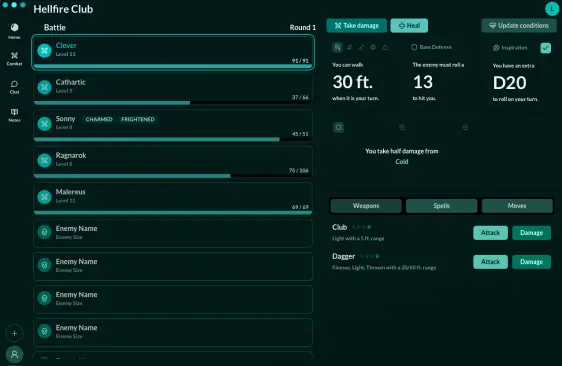 Hellfire Club
L
Home
Combat
Chat
Notes
Battle
Round 1
Clover
Level 11
91 / 91
Cathartic
Level 9
37 / 66
Sonny
CHARMED
FRIGHTENED
Level 8
45 / 51
Ragnarok
Level 8
75 / 106
Malereus
Level 11
69 / 69
Enemy Name
Enemy Size
Enemy Name
Enemy Size
Enemy Name
Enemy Size
Enemy Name
Enemy Size
Take damage
Heal
Update conditions
Base Defense
Inspiration
You can walk
30 ft.
when it is your turn.
The enemy must roll a
13
to hit you.
You have an extra
D20
to roll on your turn.
You take half damage from
Cold
Weapons
Spells
Moves
Club
Light with a 5 ft. range
Attack
Damage
Dagger
Finesse, Light, Thrown with a 20/60 ft. range
Attack
Damage